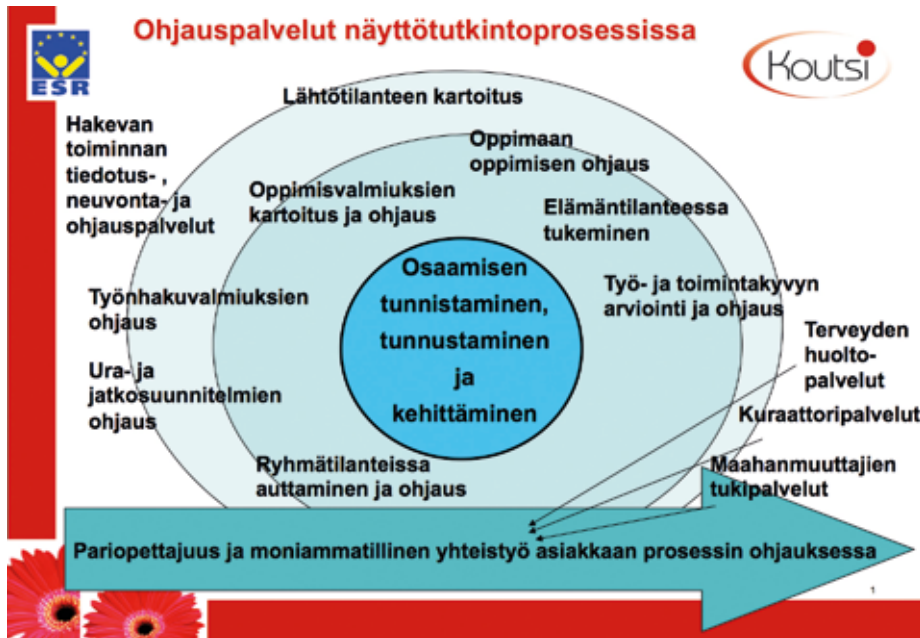 Ohjauspalvelut näyttötutkintoprosessissa
ESR
Koutsi
Lähtötilanteen kartoitus
Hakevan
toiminnan
tiedotus- ,
neuvonta- ja
ohjauspalvelut
Oppimaan
oppimisen ohjaus
Oppimisvalmiuksien
kartoitus ja ohjaus
Elämäntilanteessa
tukeminen
Osaamisen
tunnistaminen,
tunnustaminen
ja
kehittäminen
Työnhakuvalmiuksien
ohjaus
Työ- ja toimintakyvyn
arviointi ja ohjaus
Terveyden
huolto-
palvelut
Ura- ja
jatkosuunnitelmien
ohjaus
Kuraattoripalvelut
Ryhmätilanteissa
auttaminen ja ohjaus
Maahanmuuttajien
tukipalvelut
Pariopettajuus ja moniammatillinen yhteistyö asiakkaan prosessin ohjauksessa
1